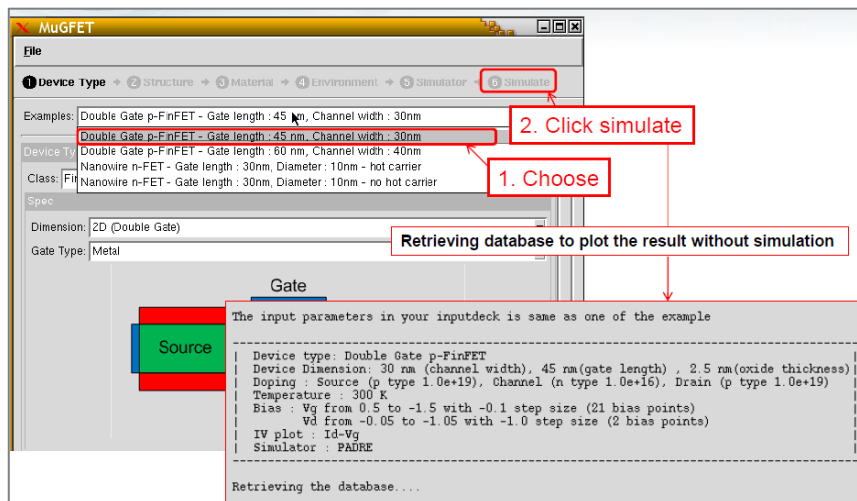 MuGFET
File
1 Device Type → 2 Structure → 3 Material → 4 Environment → 5 Simulator → 6 Simulate
Examples: Double Gate p-FinFET - Gate length : 45 nm, Channel width : 30nm
Double Gate p-FinFET - Gate length : 45 nm, Channel width : 30nm
Double Gate p-FinFET - Gate length : 60 nm, Channel width : 40nm
Nanowire n-FET - Gate length : 30nm, Diameter : 10nm - hot carrier
Nanowire n-FET - Gate length : 30nm, Diameter : 10nm - no hot carrier
2. Click simulate
1. Choose
Device Ty
Class: Fi
Spec
Dimension: 2D (Double Gate)
Gate Type: Metal
Retrieving database to plot the result without simulation
Gate
Source
The input parameters in your inputdeck is same as one of the example
Device type: Double Gate p-FinFET
Device Dimension: 30 nm (channel width), 45 nm(gate length) , 2.5 nm(oxide thickness)
Doping : Source (p type 1.0e+19), Channel (n type 1.0e+16), Drain (p type 1.0e+19)
Temperature : 300 K
Bias : Vg from 0.5 to -1.5 with -0.1 step size (21 bias points)
Vd from -0.05 to -1.05 with -1.0 step size (2 bias points)
IV plot : Id-Vg
Simulator : PADRE
Retrieving the database....